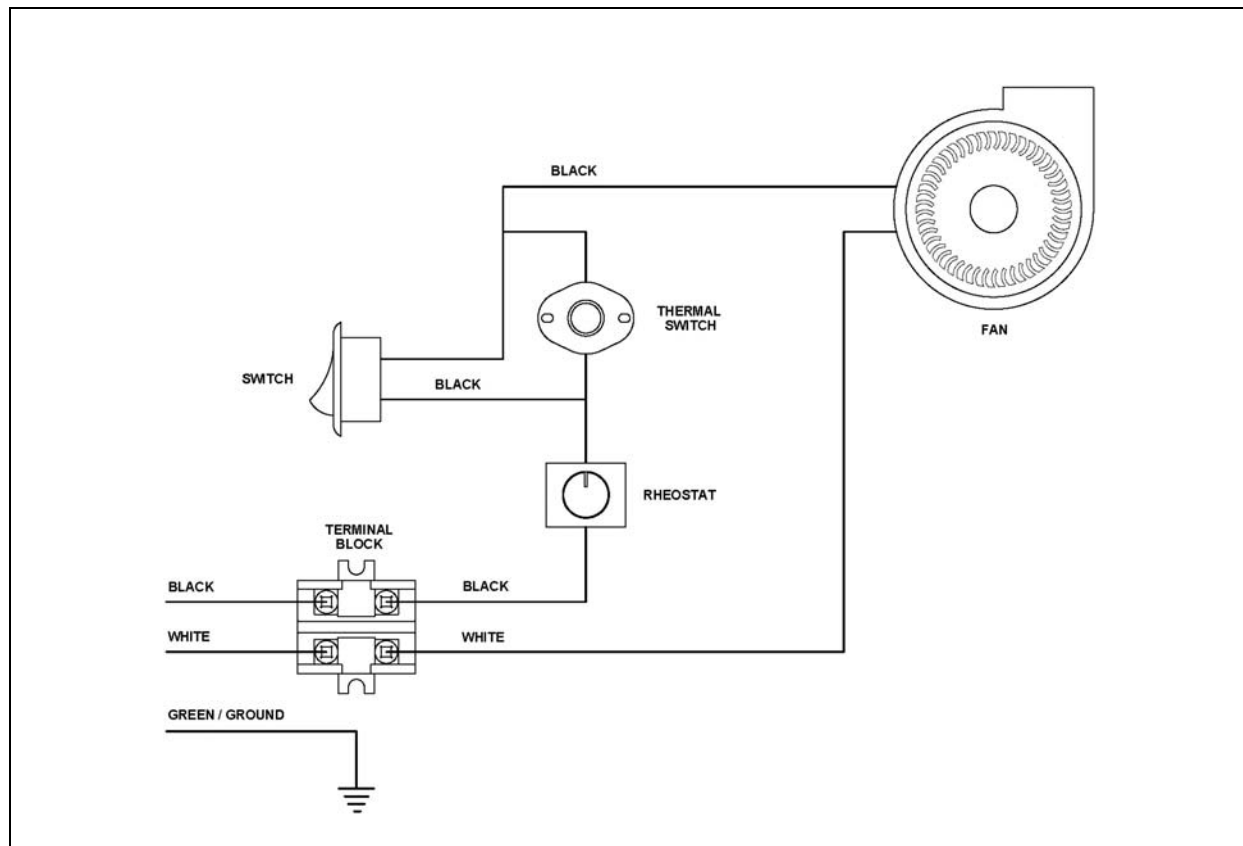 BLACK
THERMAL
SWITCH
FAN
SWITCH
BLACK
RHEOSTAT
TERMINAL
BLOCK
BLACK
BLACK
WHITE
WHITE
GREEN / GROUND